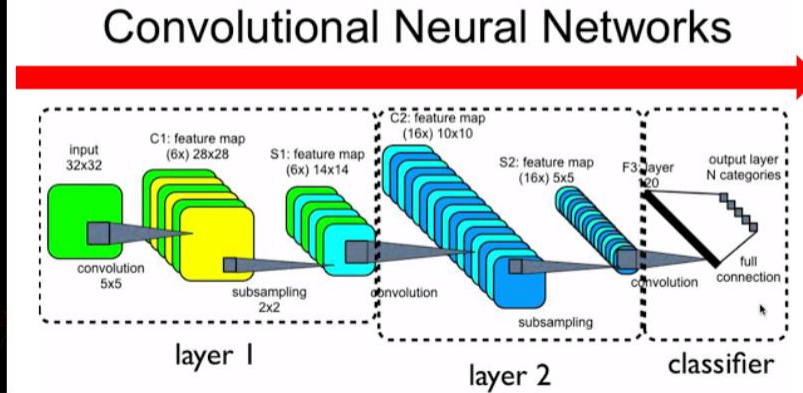 Convolutional Neural Networks
input
32x32
convolution
5x5
C1: feature map
(6x) 28x28
subsampling
2x2
S1: feature map
(6x) 14x14
convolution
C2: feature map
(16x) 10x10
subsampling
S2: feature map
(16x) 5x5
convolution
F3: layer
120
output layer
N categories
full
connection
layer 1
layer 2
classifier